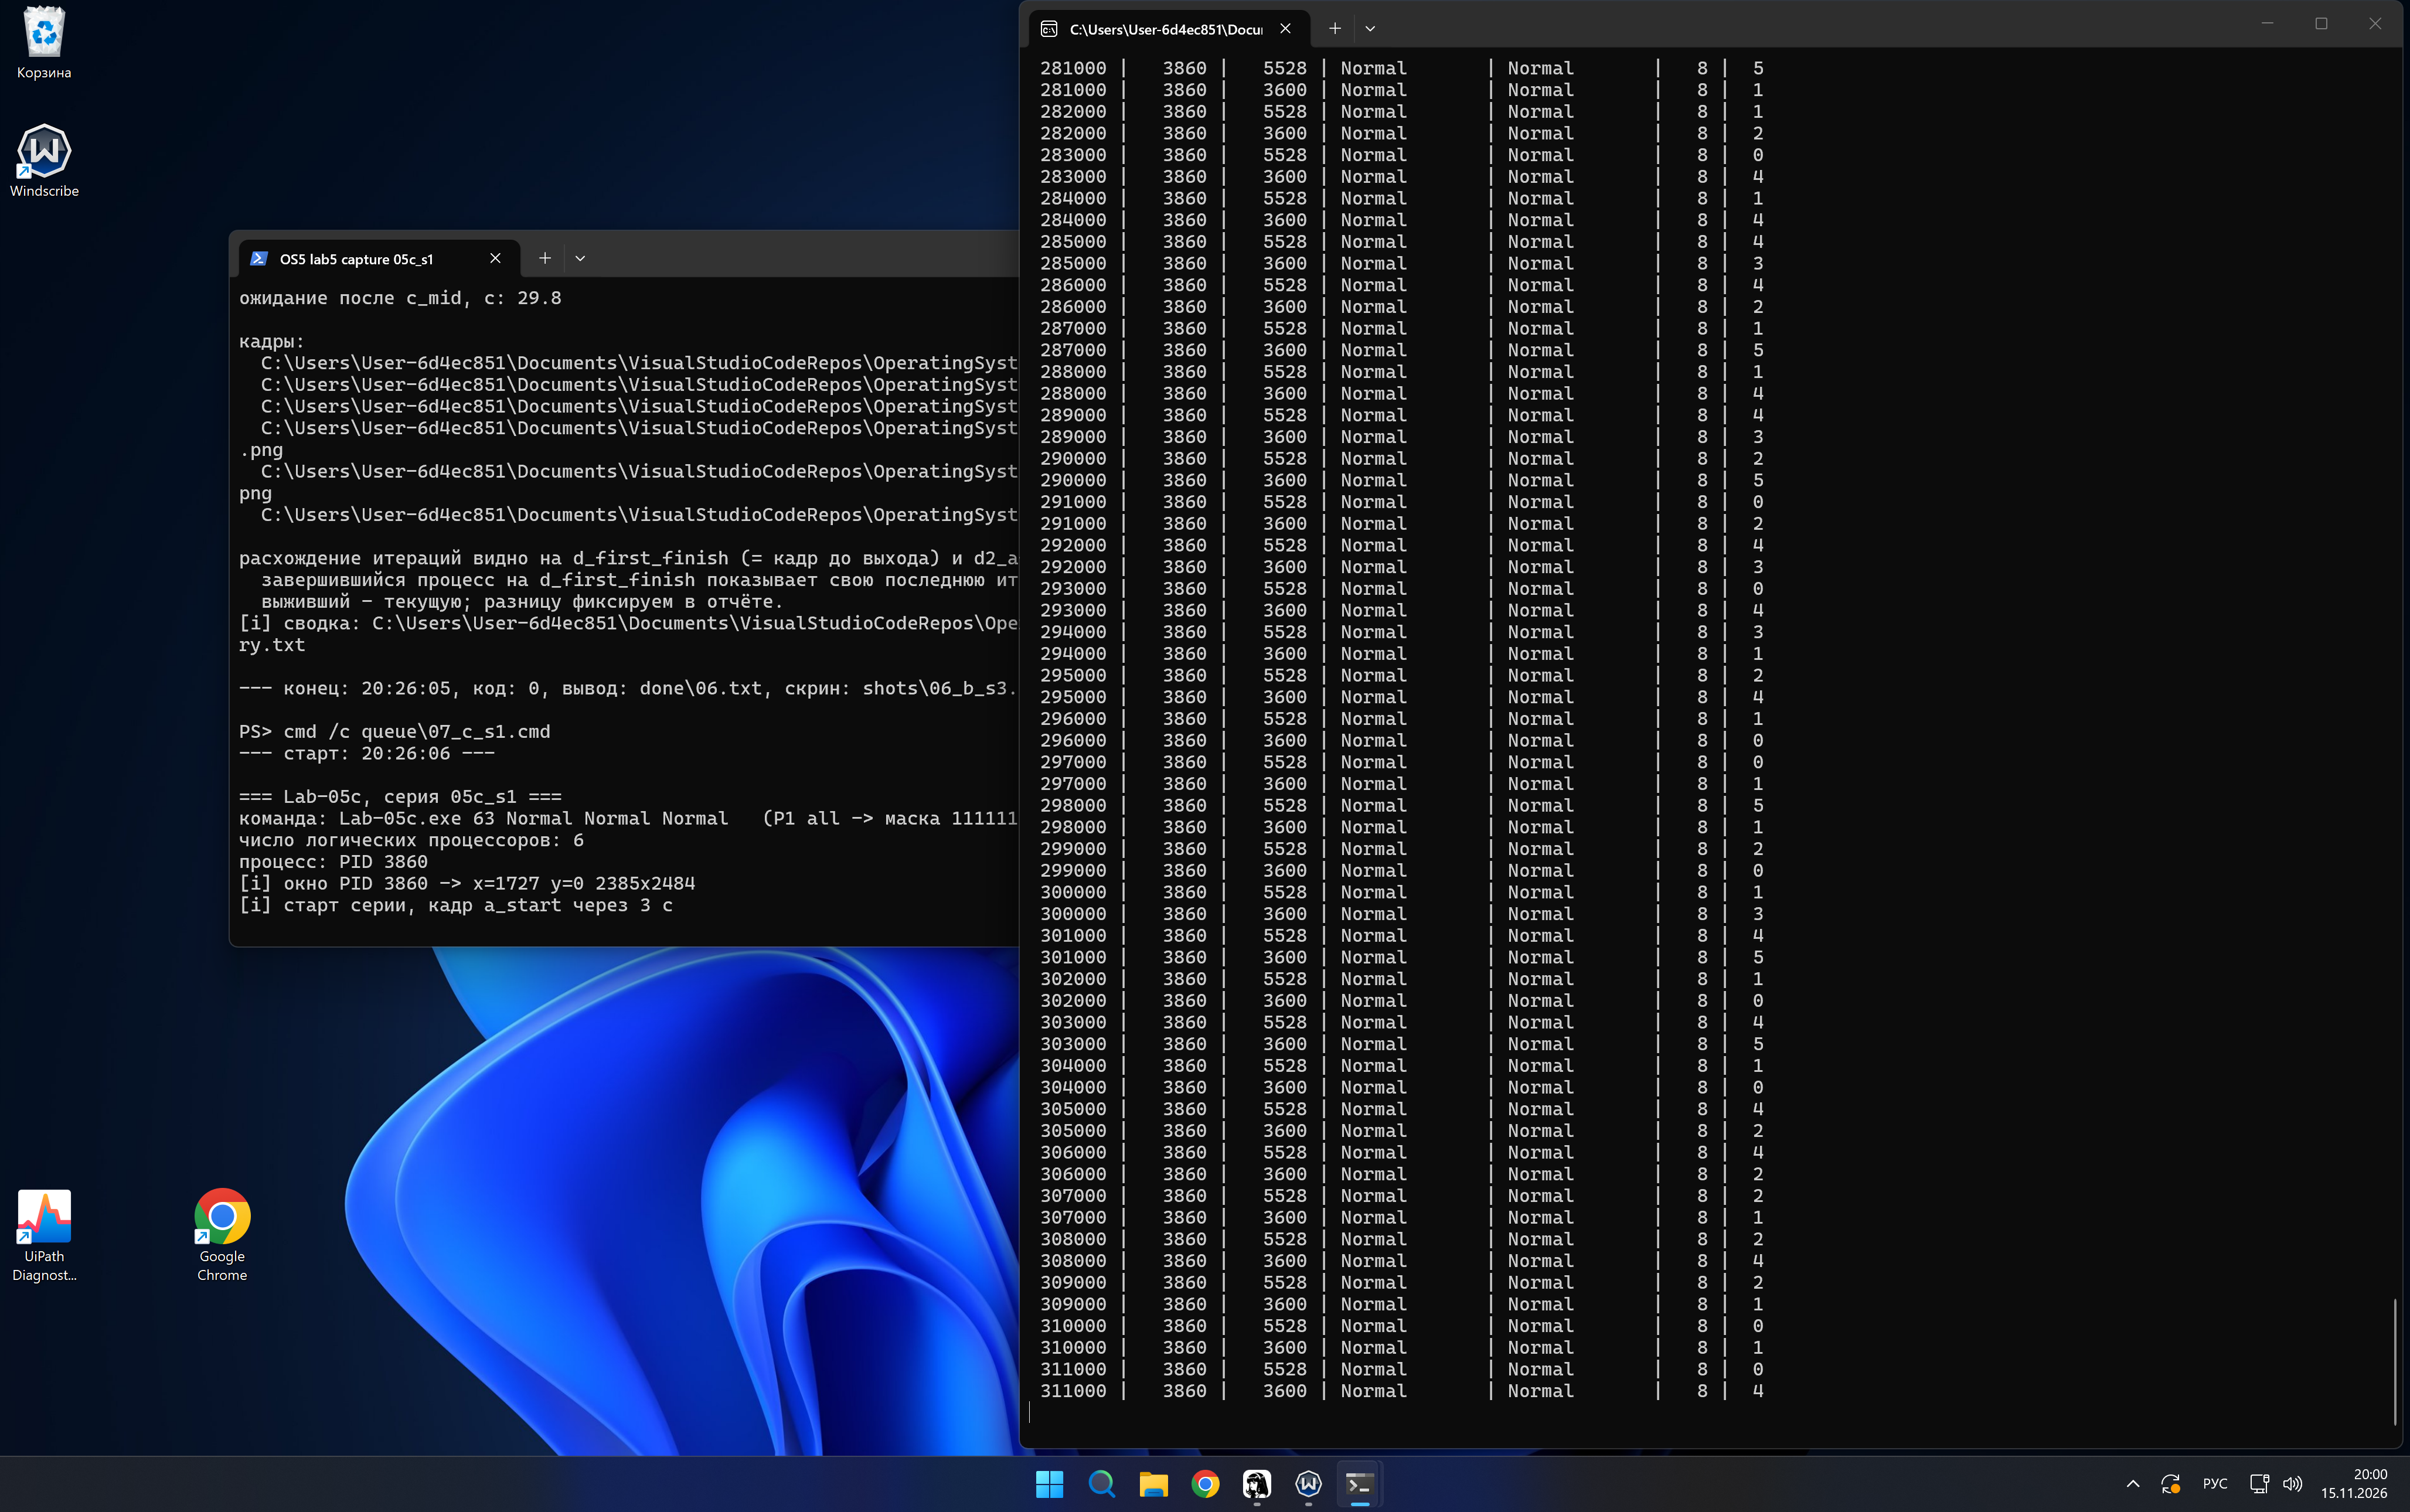 Корзина
Windscribe
OS5 lab5 capture 05c_s1
ожидание после c_mid, с: 29.8
кадры:
C:\Users\User-6d4ec851\Documents\VisualStudioCodeRepos\OperatingSyst
C:\Users\User-6d4ec851\Documents\VisualStudioCodeRepos\OperatingSyst
C:\Users\User-6d4ec851\Documents\VisualStudioCodeRepos\OperatingSyst
C:\Users\User-6d4ec851\Documents\VisualStudioCodeRepos\OperatingSyst
.png
C:\Users\User-6d4ec851\Documents\VisualStudioCodeRepos\OperatingSyst
png
C:\Users\User-6d4ec851\Documents\VisualStudioCodeRepos\OperatingSyst
расхождение итераций видно на d_first_finish (= кадр до выхода) и d2_a
завершившийся процесс на d_first_finish показывает свою последнюю ит
выживший – текущую; разницу фиксируем в отчёте.
[i] сводка: C:\Users\User-6d4ec851\Documents\VisualStudioCodeRepos\Ope
ry.txt
--- конец: 20:26:05, код: 0, вывод: done\06.txt, скрин: shots\06_b_s3.
PS> cmd /c queue\07_c_s1.cmd
--- старт: 20:26:06 ---
=== Lab-05c, серия 05c_s1 ===
команда: Lab-05c.exe 63 Normal Normal Normal (P1 all -> маска 111111
число логических процессоров: 6
процесс: PID 3860
[i] окно PID 3860 -> x=1727 y=0 2385x2484
[i] старт серии, кадр a_start через 3 с
C:\Users\User-6d4ec851\Docu
281000 | 3860 | 5528 | Normal | Normal | 8 | 5
281000 | 3860 | 3600 | Normal | Normal | 8 | 1
282000 | 3860 | 5528 | Normal | Normal | 8 | 1
282000 | 3860 | 3600 | Normal | Normal | 8 | 2
283000 | 3860 | 5528 | Normal | Normal | 8 | 0
283000 | 3860 | 3600 | Normal | Normal | 8 | 4
284000 | 3860 | 5528 | Normal | Normal | 8 | 1
284000 | 3860 | 3600 | Normal | Normal | 8 | 4
285000 | 3860 | 5528 | Normal | Normal | 8 | 4
285000 | 3860 | 3600 | Normal | Normal | 8 | 3
286000 | 3860 | 5528 | Normal | Normal | 8 | 4
286000 | 3860 | 3600 | Normal | Normal | 8 | 2
287000 | 3860 | 5528 | Normal | Normal | 8 | 1
287000 | 3860 | 3600 | Normal | Normal | 8 | 5
288000 | 3860 | 5528 | Normal | Normal | 8 | 1
288000 | 3860 | 3600 | Normal | Normal | 8 | 4
289000 | 3860 | 5528 | Normal | Normal | 8 | 4
289000 | 3860 | 3600 | Normal | Normal | 8 | 3
290000 | 3860 | 5528 | Normal | Normal | 8 | 2
290000 | 3860 | 3600 | Normal | Normal | 8 | 5
291000 | 3860 | 5528 | Normal | Normal | 8 | 0
291000 | 3860 | 3600 | Normal | Normal | 8 | 2
292000 | 3860 | 5528 | Normal | Normal | 8 | 4
292000 | 3860 | 3600 | Normal | Normal | 8 | 3
293000 | 3860 | 5528 | Normal | Normal | 8 | 0
293000 | 3860 | 3600 | Normal | Normal | 8 | 4
294000 | 3860 | 5528 | Normal | Normal | 8 | 3
294000 | 3860 | 3600 | Normal | Normal | 8 | 1
295000 | 3860 | 5528 | Normal | Normal | 8 | 2
295000 | 3860 | 3600 | Normal | Normal | 8 | 4
296000 | 3860 | 5528 | Normal | Normal | 8 | 1
296000 | 3860 | 3600 | Normal | Normal | 8 | 0
297000 | 3860 | 5528 | Normal | Normal | 8 | 0
297000 | 3860 | 3600 | Normal | Normal | 8 | 1
298000 | 3860 | 5528 | Normal | Normal | 8 | 5
298000 | 3860 | 3600 | Normal | Normal | 8 | 1
299000 | 3860 | 5528 | Normal | Normal | 8 | 2
299000 | 3860 | 3600 | Normal | Normal | 8 | 0
300000 | 3860 | 5528 | Normal | Normal | 8 | 1
300000 | 3860 | 3600 | Normal | Normal | 8 | 3
301000 | 3860 | 5528 | Normal | Normal | 8 | 4
301000 | 3860 | 3600 | Normal | Normal | 8 | 5
302000 | 3860 | 5528 | Normal | Normal | 8 | 1
302000 | 3860 | 3600 | Normal | Normal | 8 | 0
303000 | 3860 | 5528 | Normal | Normal | 8 | 4
303000 | 3860 | 3600 | Normal | Normal | 8 | 5
304000 | 3860 | 5528 | Normal | Normal | 8 | 1
304000 | 3860 | 3600 | Normal | Normal | 8 | 0
305000 | 3860 | 5528 | Normal | Normal | 8 | 4
305000 | 3860 | 3600 | Normal | Normal | 8 | 2
306000 | 3860 | 5528 | Normal | Normal | 8 | 4
306000 | 3860 | 3600 | Normal | Normal | 8 | 2
307000 | 3860 | 5528 | Normal | Normal | 8 | 2
307000 | 3860 | 3600 | Normal | Normal | 8 | 1
308000 | 3860 | 5528 | Normal | Normal | 8 | 2
308000 | 3860 | 3600 | Normal | Normal | 8 | 4
309000 | 3860 | 5528 | Normal | Normal | 8 | 2
309000 | 3860 | 3600 | Normal | Normal | 8 | 1
310000 | 3860 | 5528 | Normal | Normal | 8 | 0
310000 | 3860 | 3600 | Normal | Normal | 8 | 1
311000 | 3860 | 5528 | Normal | Normal | 8 | 0
311000 | 3860 | 3600 | Normal | Normal | 8 | 4
UiPath
Diagnost...
Google
Chrome
РУС
20:00
15.11.2026